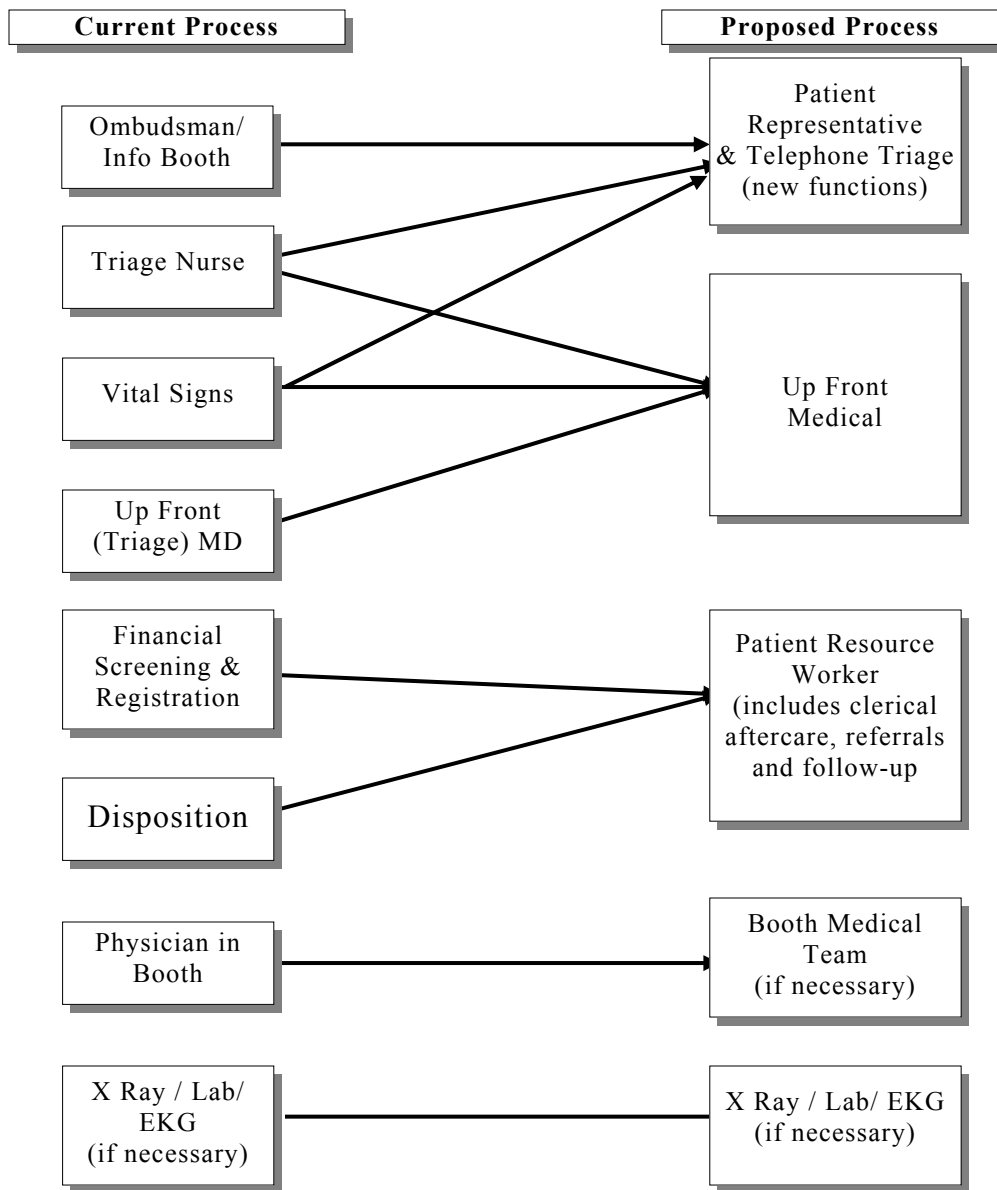 Current Process
Proposed Process
Ombudsman/
Info Booth
Patient
Representative
& Telephone Triage
(new functions)
Triage Nurse
Vital Signs
Up Front
Medical
Up Front
(Triage) MD
Financial
Screening &
Registration
Patient Resource
Worker
(includes clerical
aftercare, referrals
and follow-up
Disposition
Physician in
Booth
Booth Medical
Team
(if necessary)
X Ray / Lab/
EKG
(if necessary)
X Ray / Lab/ EKG
(if necessary)